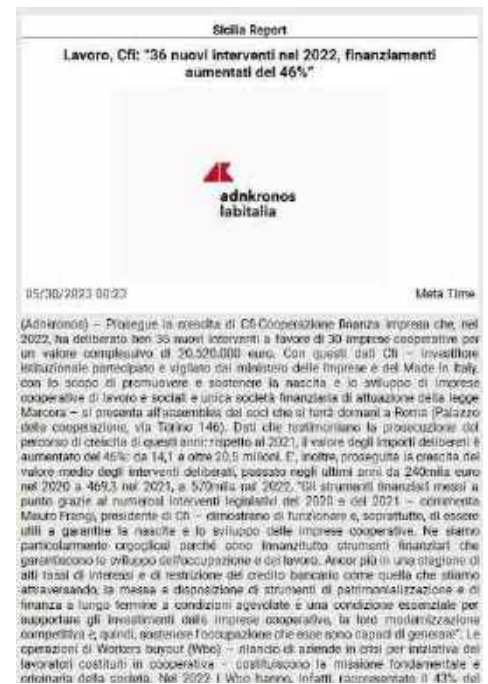 Sicilia Report
Lavoro, Cfi: "36 nuovi interventi nel 2022, finanziamenti
aumentati del 46%"
adnkronos
labitalia
05/30/2023 00:23
Meta Time
(Adnkronos) – Prosegue la crescita di Cfi-Cooperazione finanza impresa che, nel
2022, ha deliberato ben 36 nuovi interventi a favore di 30 imprese cooperative per
un valore complessivo di 20.520.000 euro. Con questi dati Cfi – investitore
istituzionale partecipato e vigilato dal ministero delle Imprese e del Made in Italy,
con lo scopo di promuovere e sostenere la nascita e lo sviluppo di imprese
cooperative di lavoro e sociali e unica società finanziaria di attuazione della legge
Marcora – si presenta all'assemblea dei soci che si terrà domani a Roma (Palazzo
della cooperazione, via Torino 146). Dati che testimoniano la prosecuzione del
percorso di crescita di questi anni: rispetto al 2021, il valore degli importi deliberati è
aumentato del 46%: da 14,1 a oltre 20,5 milioni. E', inoltre, proseguita la crescita del
valore medio degli interventi deliberati, passato negli ultimi anni da 240mila euro
nel 2020 a 469,3 nel 2021, a 570mila nel 2022. "Gli strumenti finanziari messi a
punto grazie ai numerosi interventi legislativi del 2020 e del 2021 – commenta
Mauro Frangi, presidente di Cfi – dimostrano di funzionare e, soprattutto, di essere
utili a garantire la nascita e lo sviluppo delle imprese cooperative. Ne siamo
particolarmente orgogliosi perché sono innanzitutto strumenti finanziari che
garantiscono lo sviluppo dell'occupazione e del lavoro. Ancor più in una stagione di
alti tassi di interessi e di restrizione del credito bancario come quella che stiamo
attraversando, la messa a disposizione di strumenti di patrimonializzazione e di
finanza a lungo termine a condizioni agevolate è una condizione essenziale per
supportare gli investimenti delle imprese cooperative, la loro modernizzazione
competitiva e, quindi, sostenere l'occupazione che esse sono capaci di generare". Le
operazioni di Workers buyout (Wbo) – rilancio di aziende in crisi per iniziativa dei
lavoratori costituiti in cooperativa – costituiscono la missione fondamentale e
originaria della società. Nel 2022 i Wbo hanno, infatti, rappresentato il 43% dei